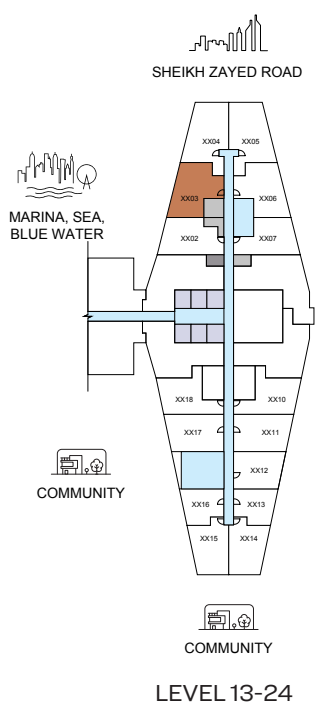 SHEIKH ZAYED ROAD
XX04 XX05
MARINA, SEA,
BLUE WATER
XX03 XX06
XX02 XX07
XX18 XX10
XX17 XX11
XX12
COMMUNITY
XX16 XX13
XX15 XX14
COMMUNITY
LEVEL 13-24